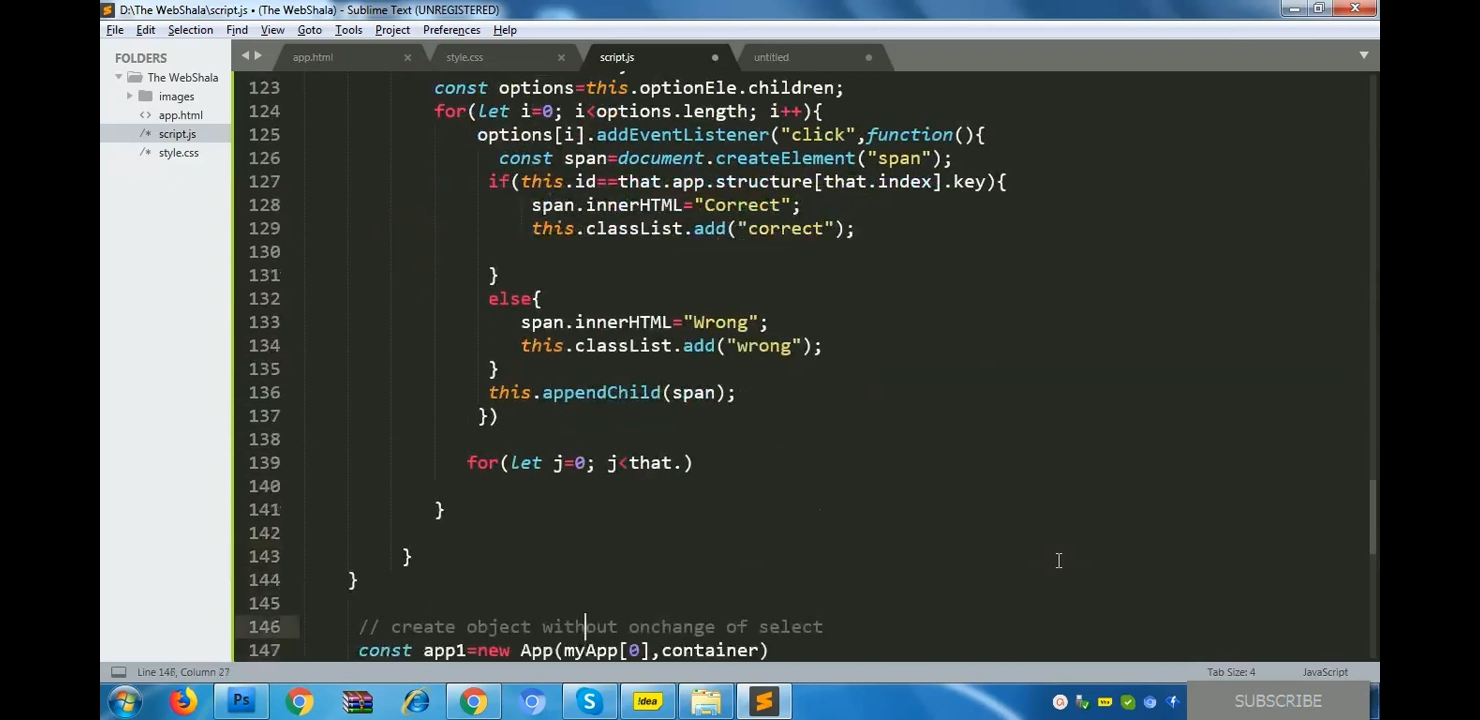 D:\The WebShala\script.js • (The WebShala) - Sublime Text (UNREGISTERED)
File Edit Selection Find View Goto Tools Project Preferences Help
FOLDERS
The WebShala
images
app.html
script.js
style.css
app.html style.css script.js untitled
123 const options=this.optionEle.children;
124 for(let i=0; i<options.length; i++){
125 options[i].addEventListener("click",function(){
126 const span=document.createElement("span");
127 if(this.id==that.app.structure[that.index].key){
128 span.innerHTML="Correct";
129 this.classList.add("correct");
130
131 }
132 else{
133 span.innerHTML="Wrong";
134 this.classList.add("wrong");
135 }
136 this.appendChild(span);
137 })
138
139 for(let j=0; j<that.)
140
141 }
142
143 }
144 }
145
146 // create object without onchange of select
147 const app1=new App(myApp[0],container)
Line 146, Column 27 Tab Size: 4 JavaScript
Ps !dea
SUBSCRIBE